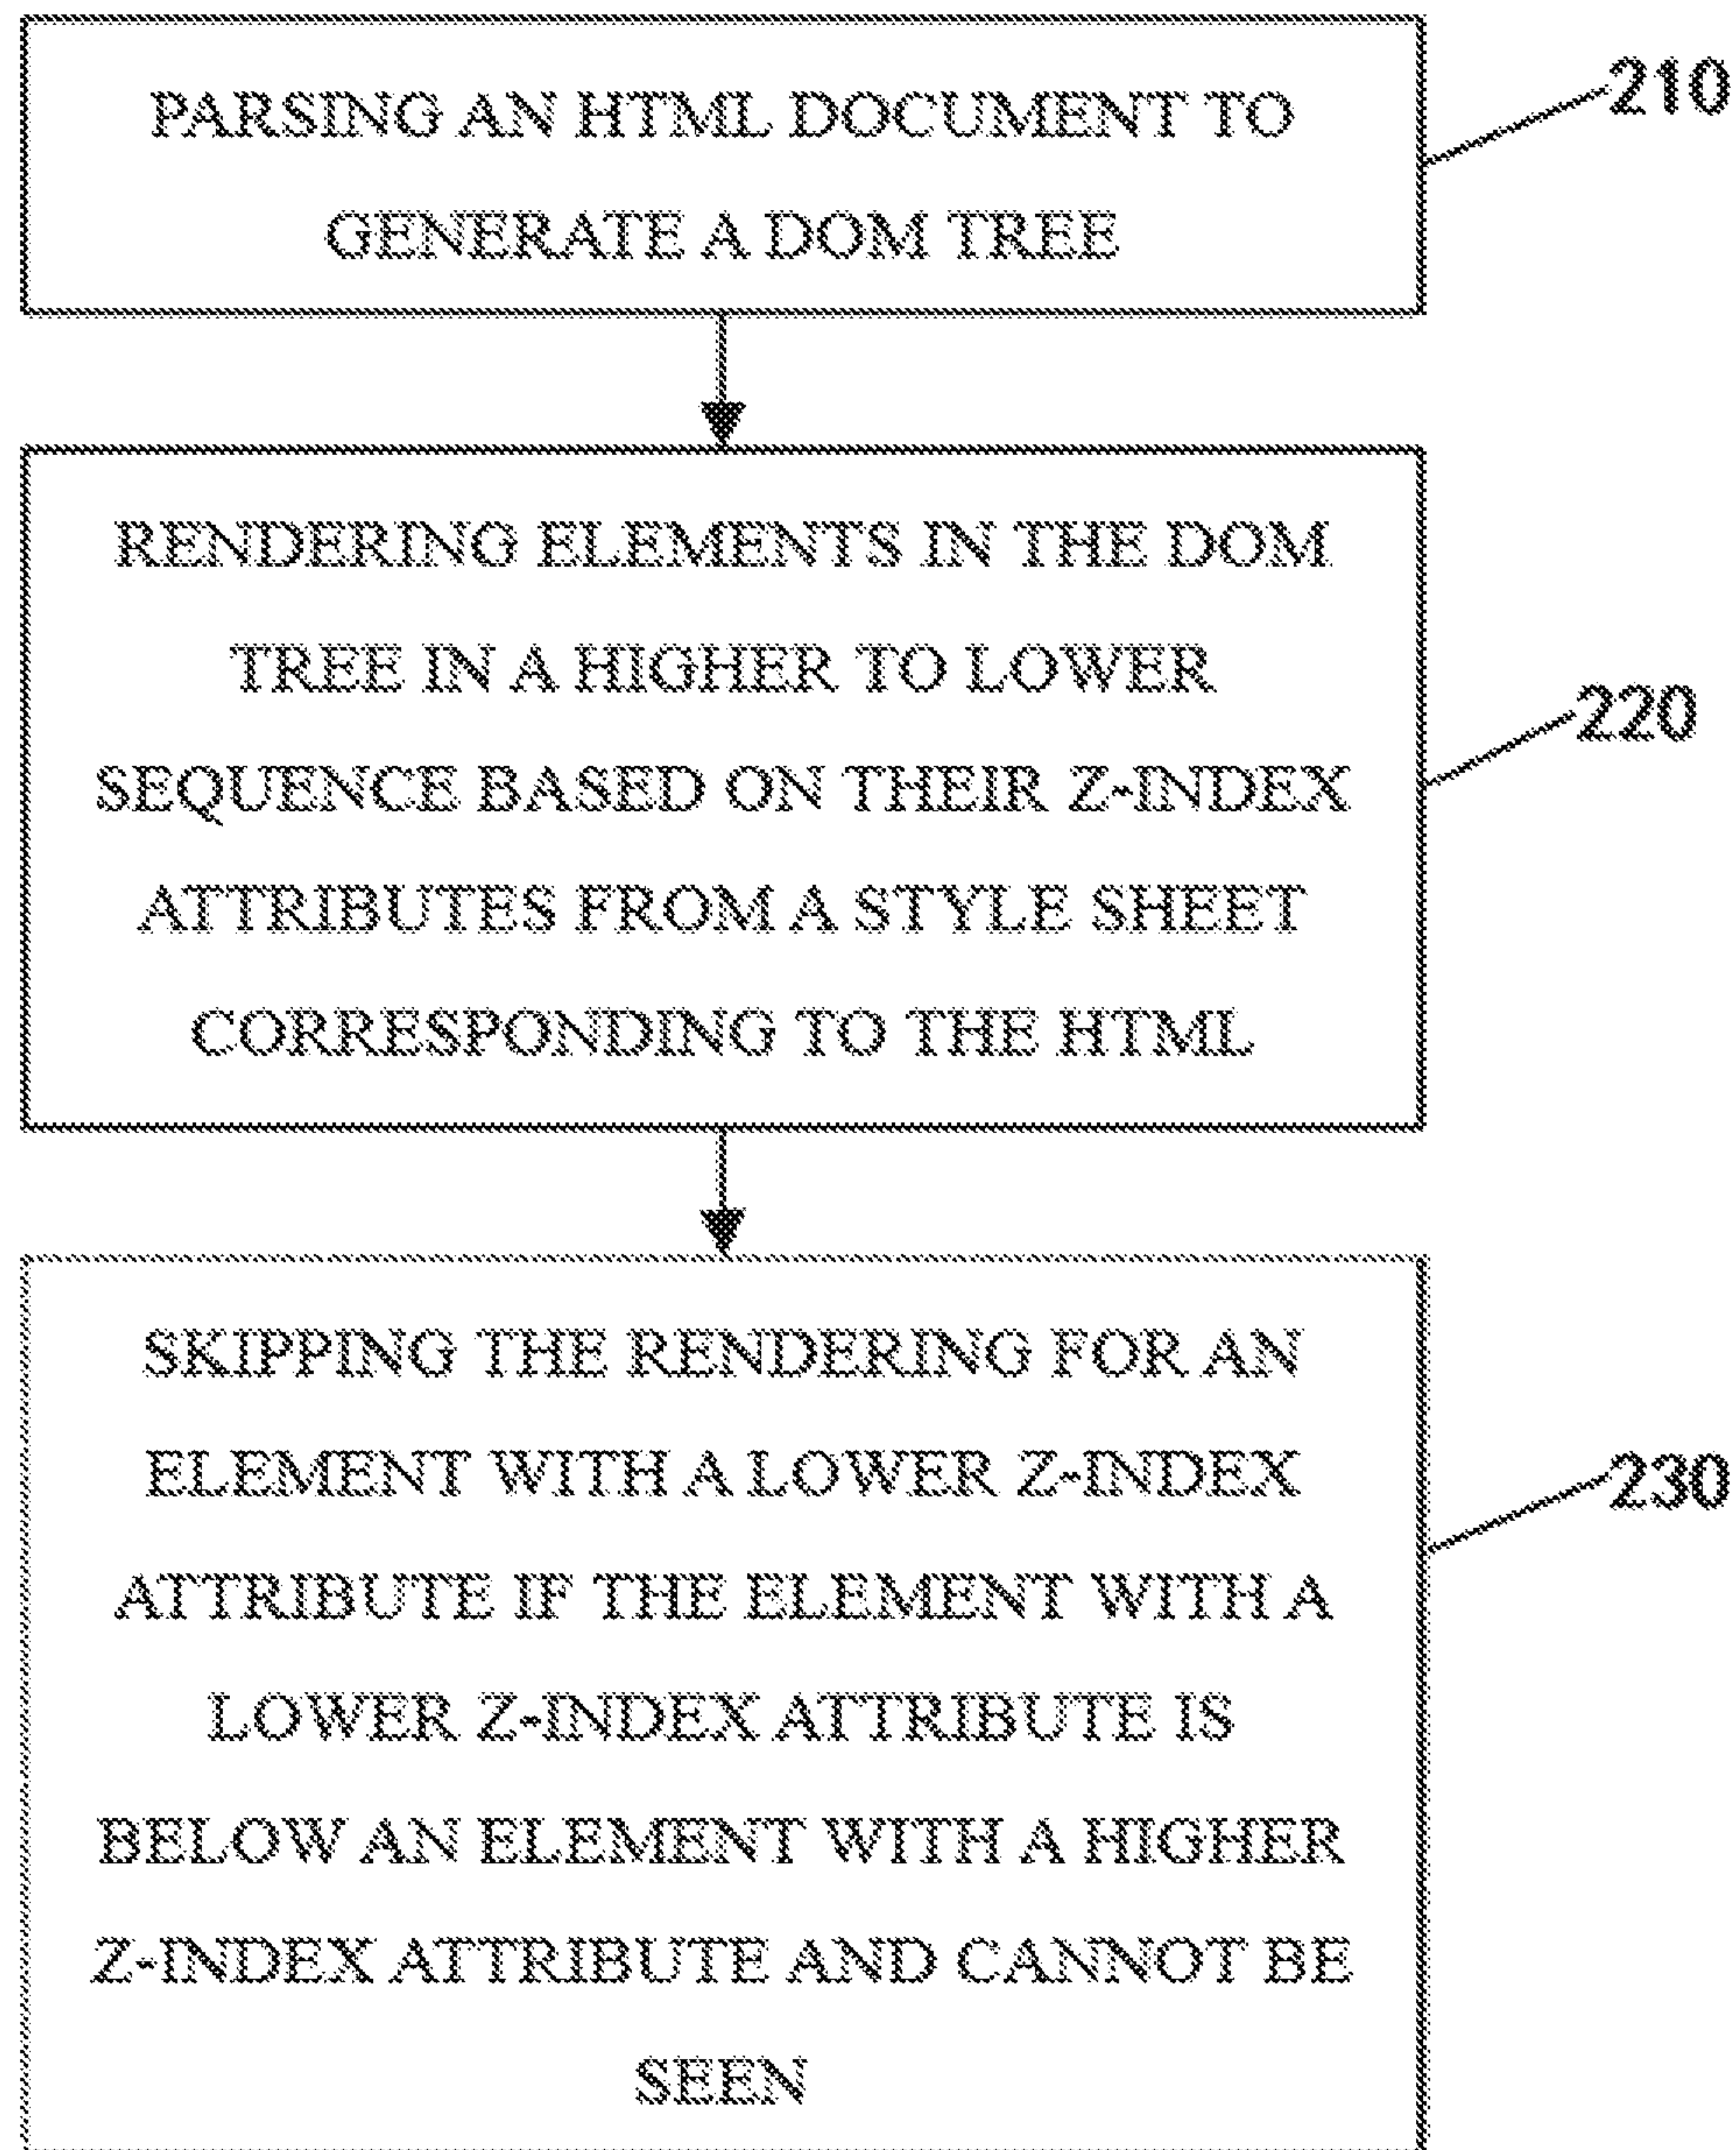 PARSING AN HTML DOCUMENT TO
GENERATE A DOM TREE
210
RENDERING ELEMENTS IN THE DOM
TREE IN A HIGHER TO LOWER
SEQUENCE BASED ON THEIR Z-INDEX
ATTRIBUTES FROM A STYLE SHEET
CORRESPONDING TO THE HTML
220
SKIPPING THE RENDERING FOR AN
ELEMENT WITH A LOWER Z-INDEX
ATTRIBUTE IF THE ELEMENT WITH A
LOWER Z-INDEX ATTRIBUTE IS
BELOW AN ELEMENT WITH A HIGHER
Z-INDEX ATTRIBUTE AND CANNOT BE
SEEN
230